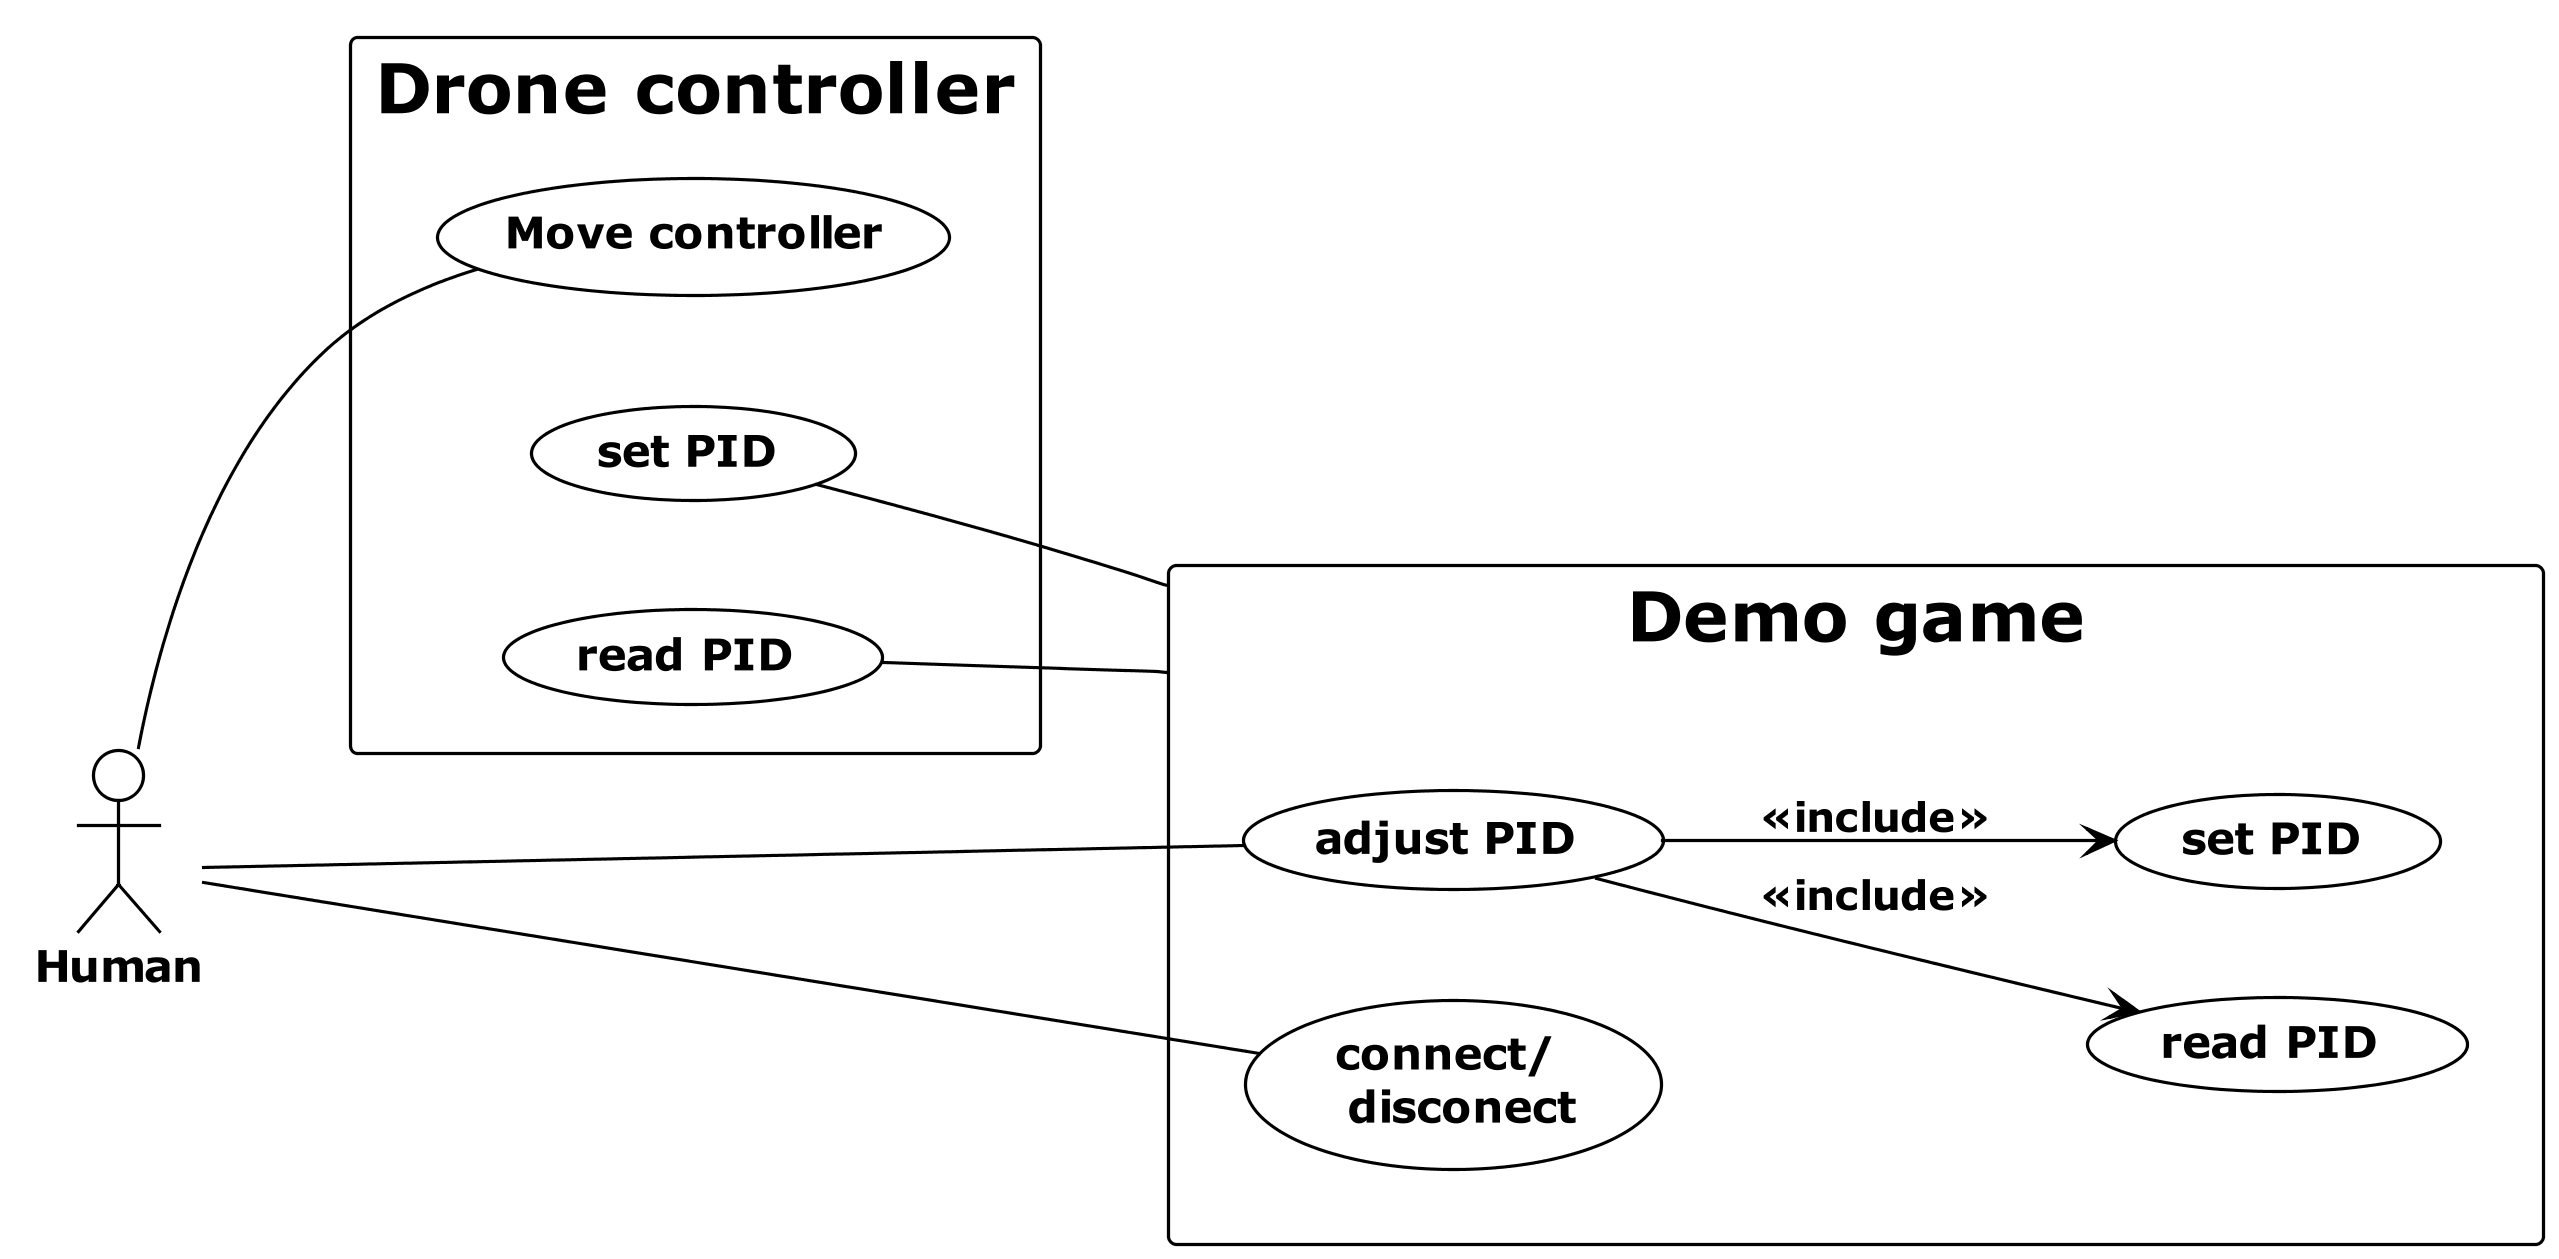 Drone controller
Move controller
set PID
read PID
Human
Demo game
adjust PID
«include»
set PID
«include»
read PID
connect/
disconect